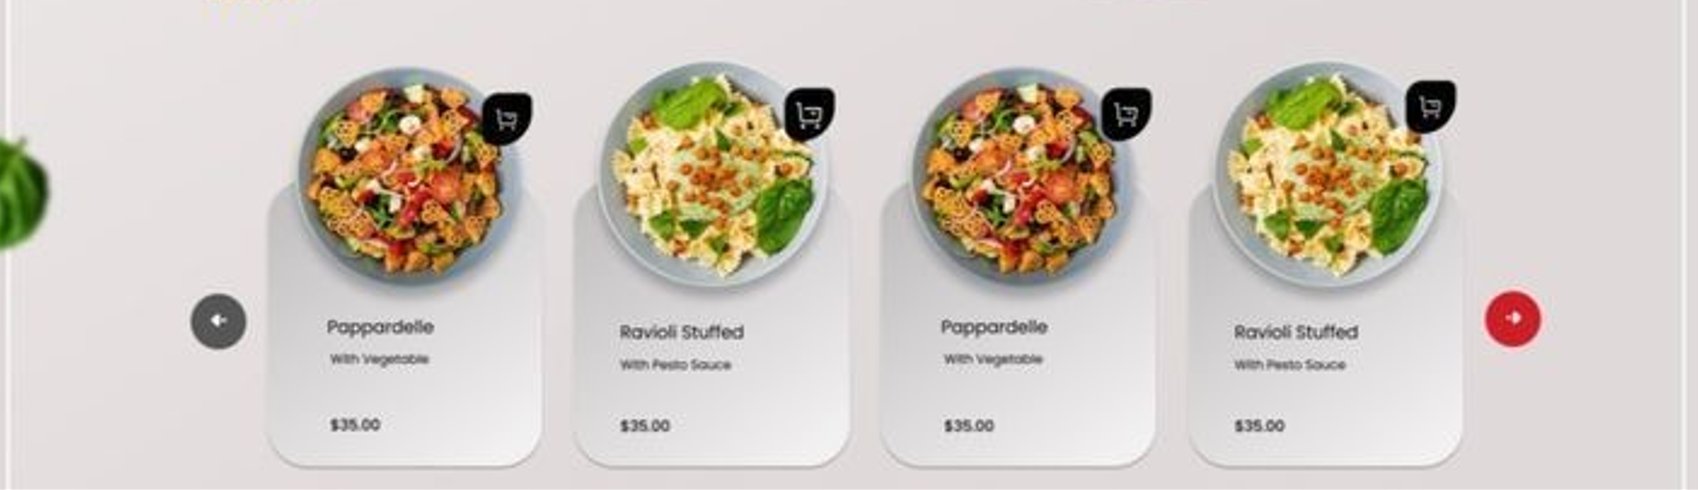 Pappardelle
With Vegetable
$35.00
Ravioli Stuffed
With Pesto Sauce
$35.00
Pappardelle
With Vegetable
$35.00
Ravioli Stuffed
With Pesto Sauce
$35.00